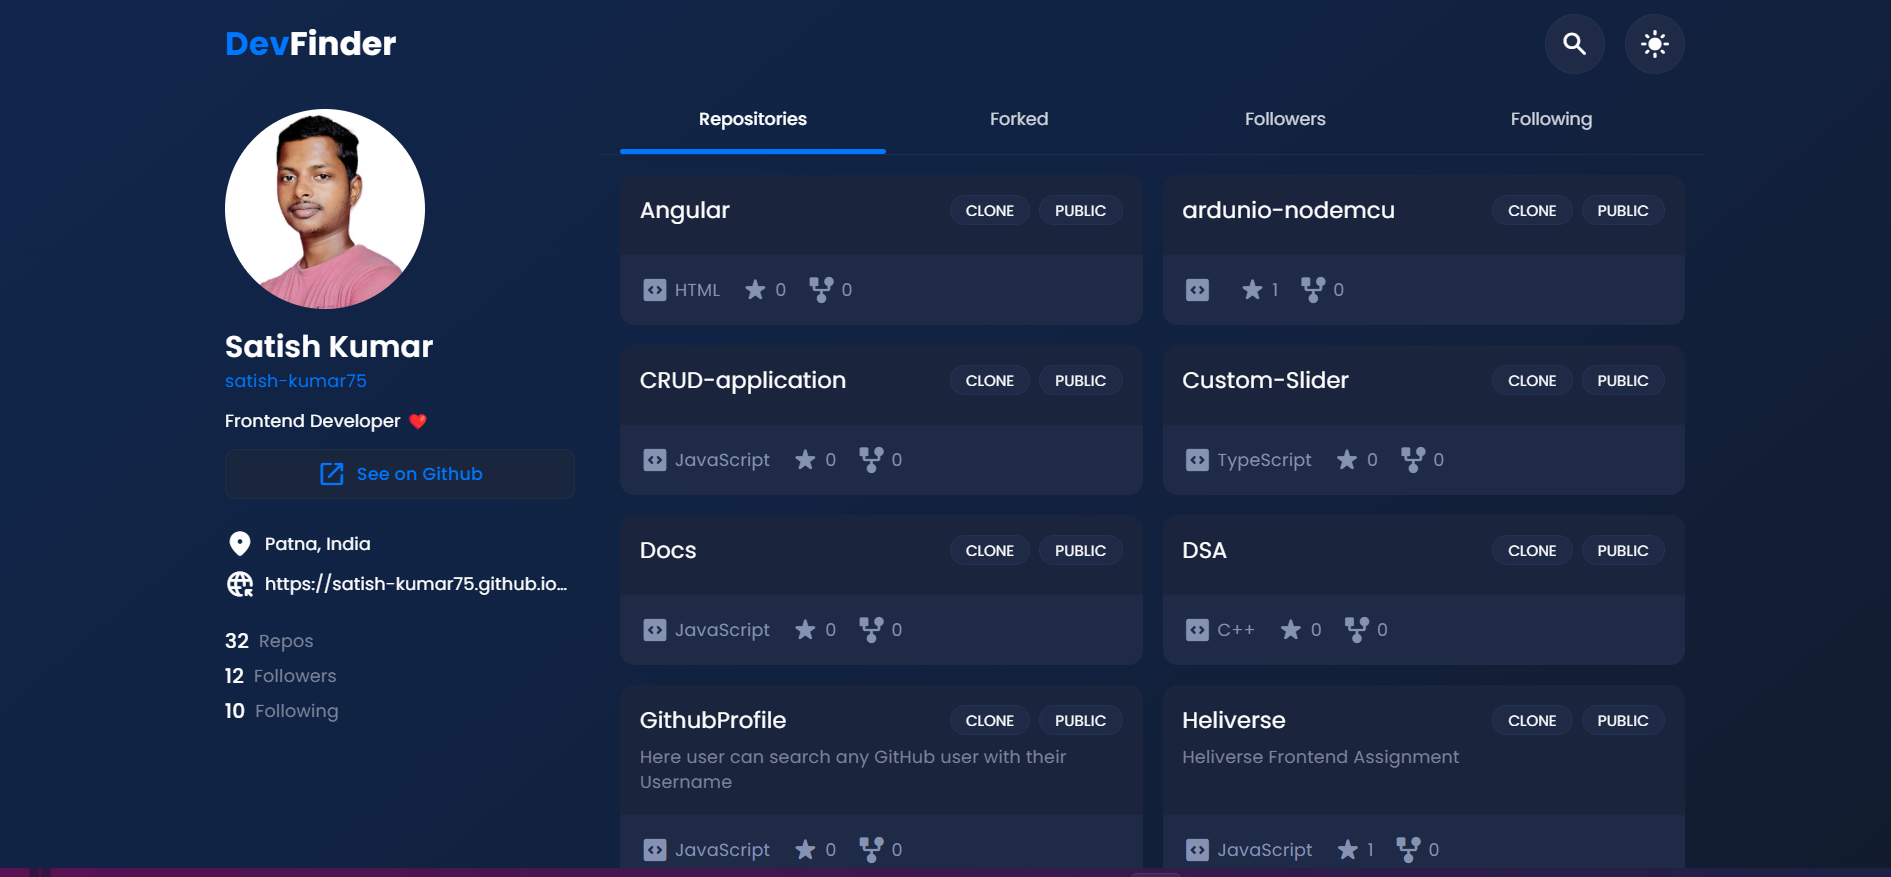 DevFinder
Repositories Forked Followers Following
Satish Kumar
satish-kumar75
Frontend Developer ❤️
See on Github
Patna, India
https://satish-kumar75.github.io...
32 Repos
12 Followers
10 Following
Angular CLONE PUBLIC
HTML 0 0
ardunio-nodemcu CLONE PUBLIC
1 0
CRUD-application CLONE PUBLIC
JavaScript 0 0
Custom-Slider CLONE PUBLIC
TypeScript 0 0
Docs CLONE PUBLIC
JavaScript 0 0
DSA CLONE PUBLIC
C++ 0 0
GithubProfile CLONE PUBLIC
Here user can search any GitHub user with their
Username
JavaScript 0 0
Heliverse CLONE PUBLIC
Heliverse Frontend Assignment
JavaScript 1 0